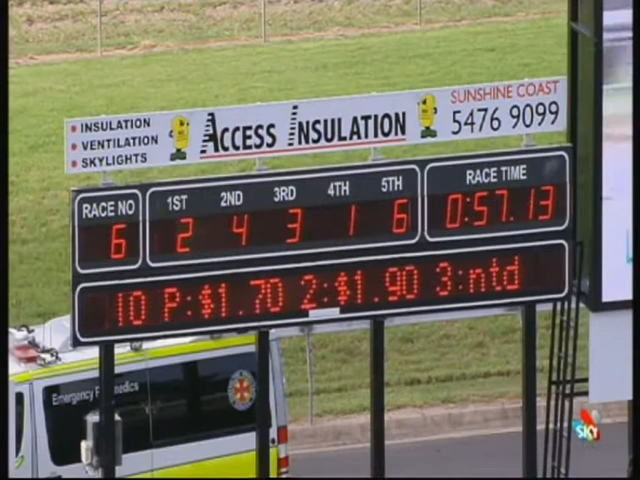 INSULATION
VENTILATION
SKYLIGHTS
ACCESS INSULATION
SUNSHINE COAST
5476 9099
RACE NO 1ST 2ND 3RD 4TH 5TH RACE TIME
6 2 4 3 1 6 0:57.13
10 P:$1.70 2:$1.90 3:ntd
Emergency Paramedics
SKY